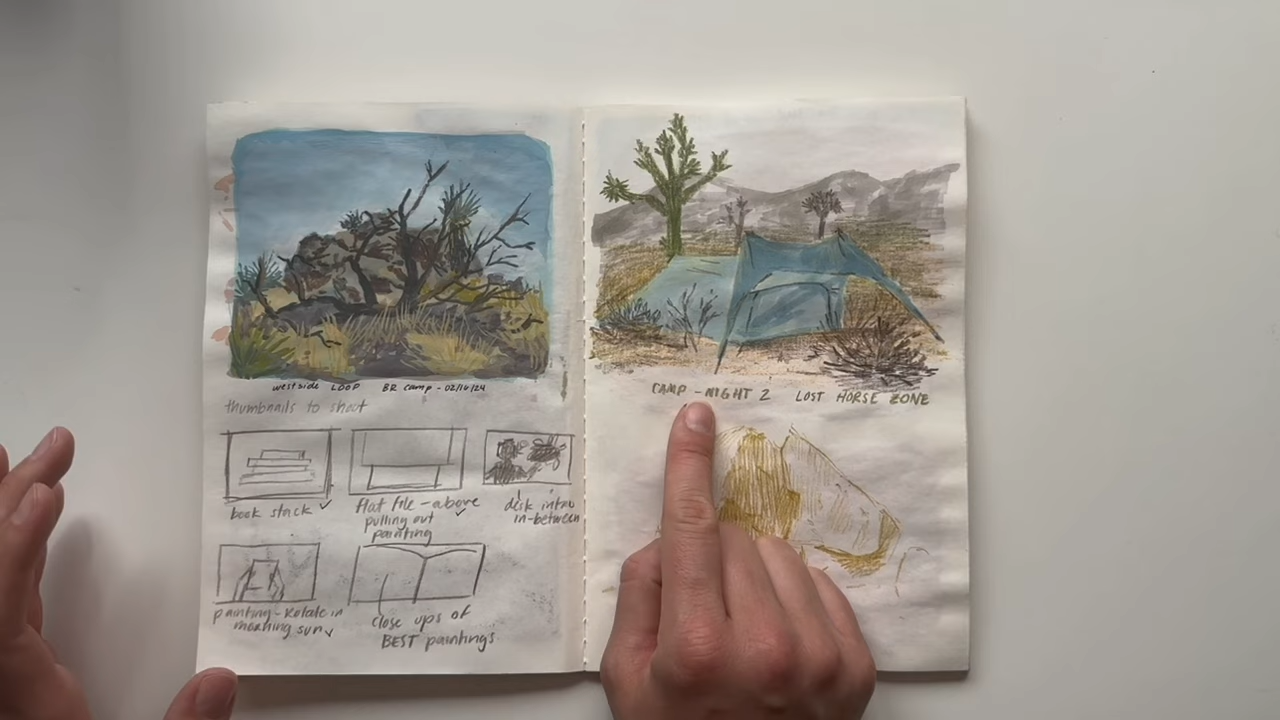 westside LOOP BR camp - 02/16/24
thumbnails to shoot
book stack ✓
flat file - above ✓
pulling out
painting
desk intro
in-between
painting - rotate in
morning sun ✓
close ups of
BEST paintings
CAMP - NIGHT 2 LOST HORSE ZONE